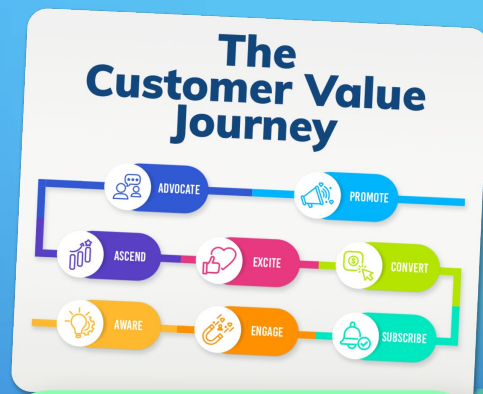 The
Customer Value
Journey
ADVOCATE
PROMOTE
ASCEND
EXCITE
CONVERT
AWARE
ENGAGE
SUBSCRIBE